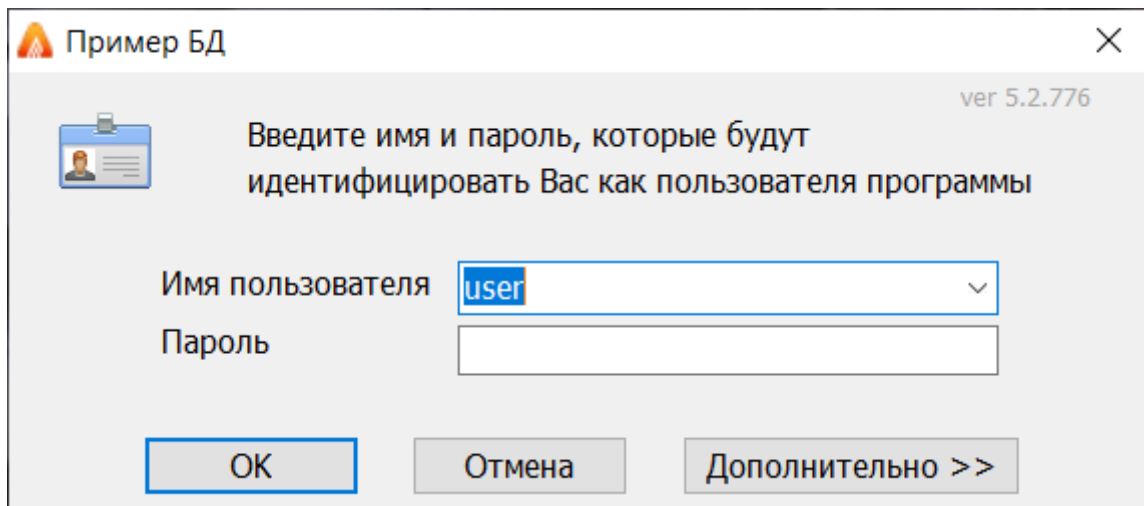 Пример БД
ver 5.2.776
Введите имя и пароль, которые будут
идентифицировать Вас как пользователя программы
Имя пользователя user
Пароль
OK Отмена Дополнительно >>